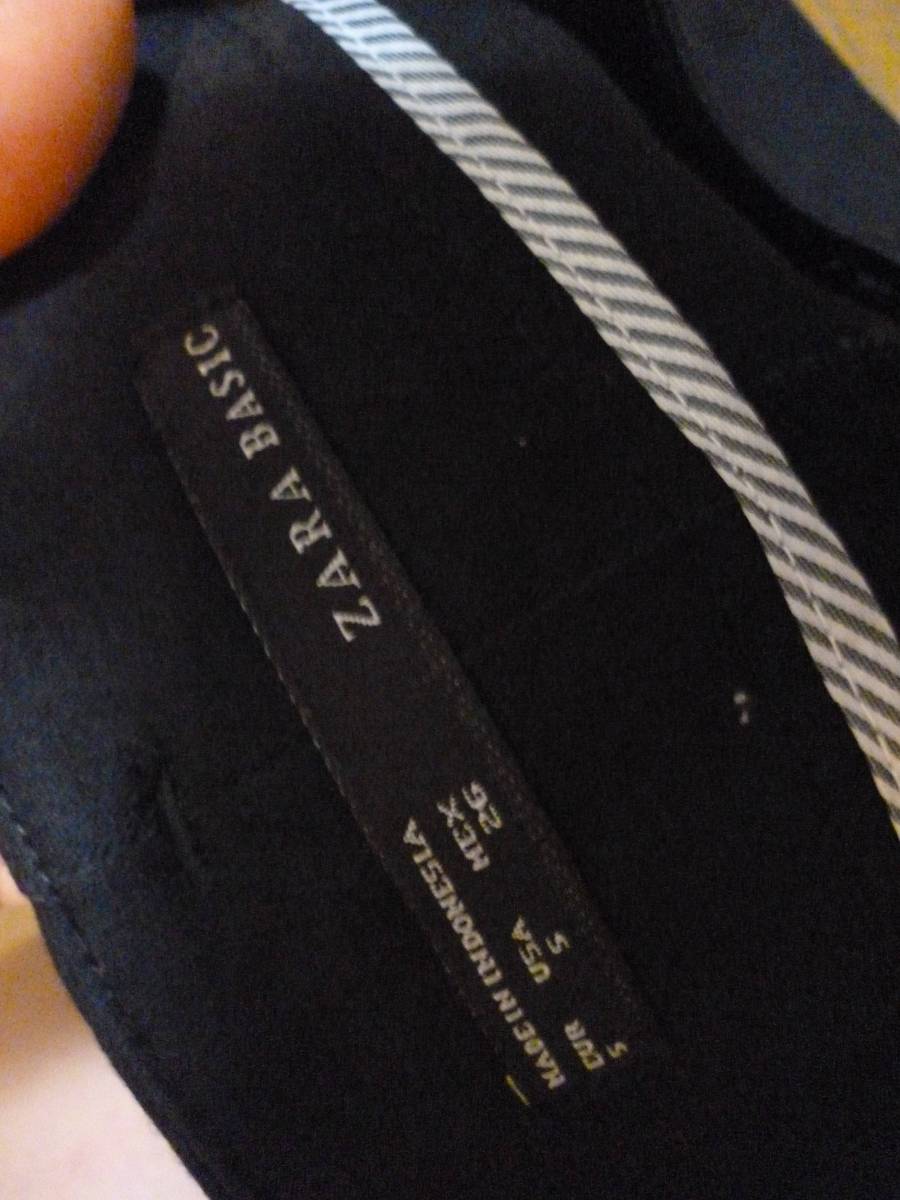 ZARA BASIC
MADE IN INDONESIA
EUR USA MEX
S S 26